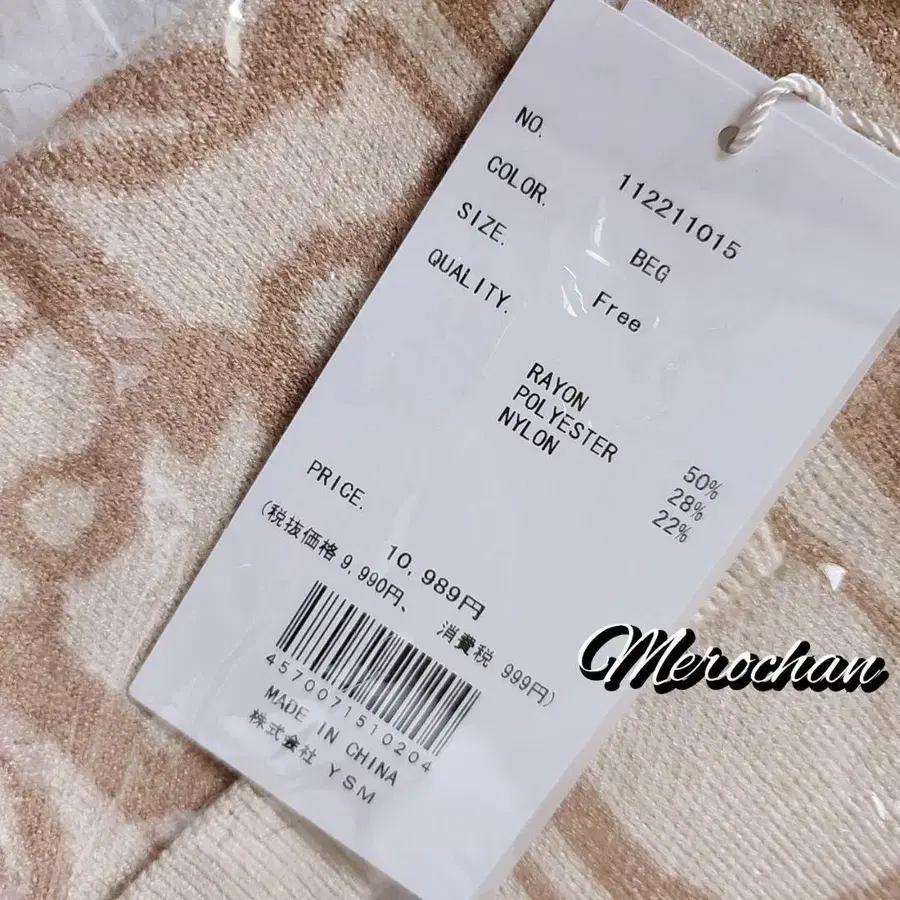 NO. 112211015
COLOR. BEG
SIZE. Free
QUALITY.
RAYON 50%
POLYESTER 28%
NYLON 22%
PRICE. 10,989円
(税抜価格 9,990円、 消費税 999円)
4570071510204
MADE IN CHINA
株式会社 YSM
Merochan